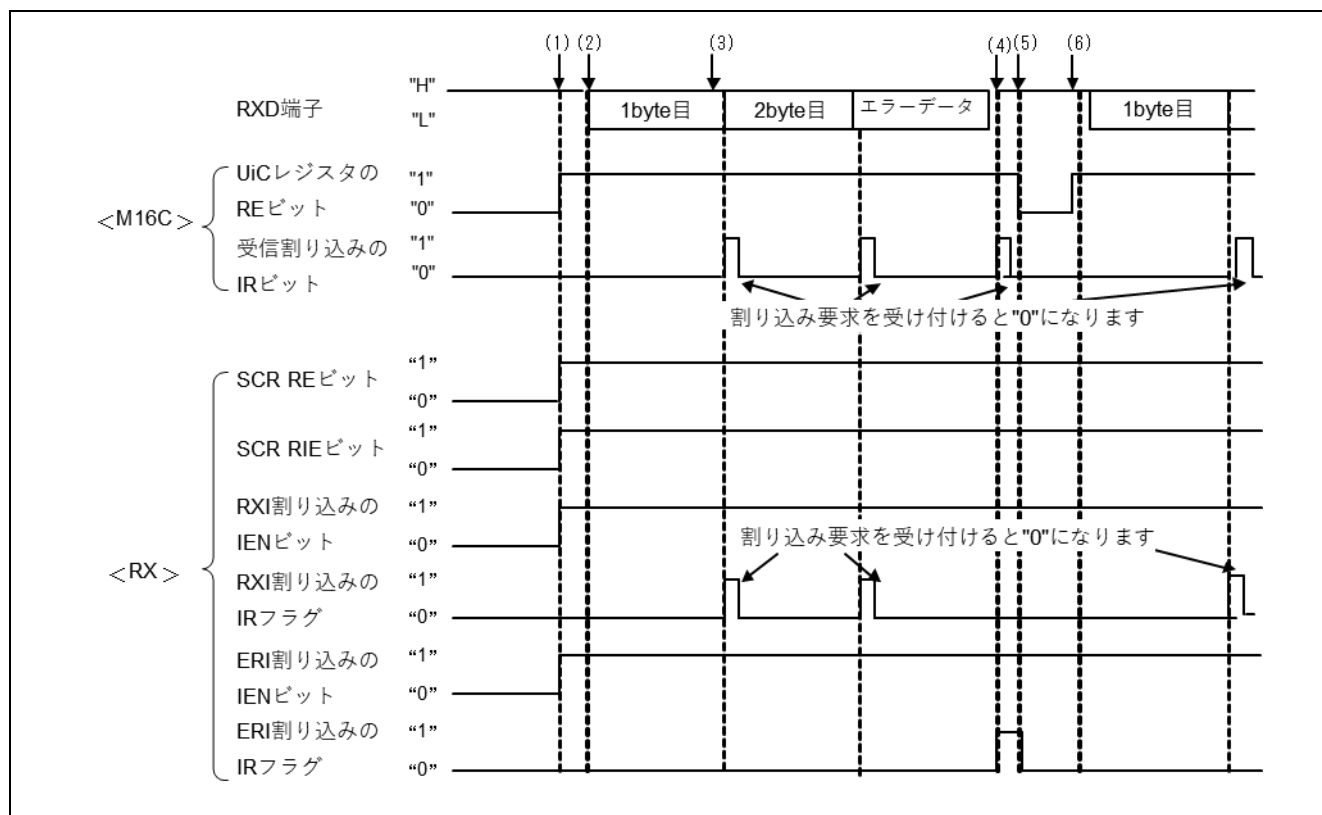 (1) (2) (3) (4) (5) (6)
RXD端子 "H"
"L"
1byte目 2byte目 エラーデータ 1byte目
<M16C>
UiCレジスタの "1"
REビット "0"
受信割り込みの "1"
IRビット "0"
割り込み要求を受け付けると"0"になります
<RX>
SCR REビット “1”
“0”
SCR RIEビット “1”
“0”
RXI割り込みの “1”
IENビット “0”
割り込み要求を受け付けると"0"になります
RXI割り込みの “1”
IRフラグ “0”
ERI割り込みの “1”
IENビット “0”
ERI割り込みの “1”
IRフラグ “0”